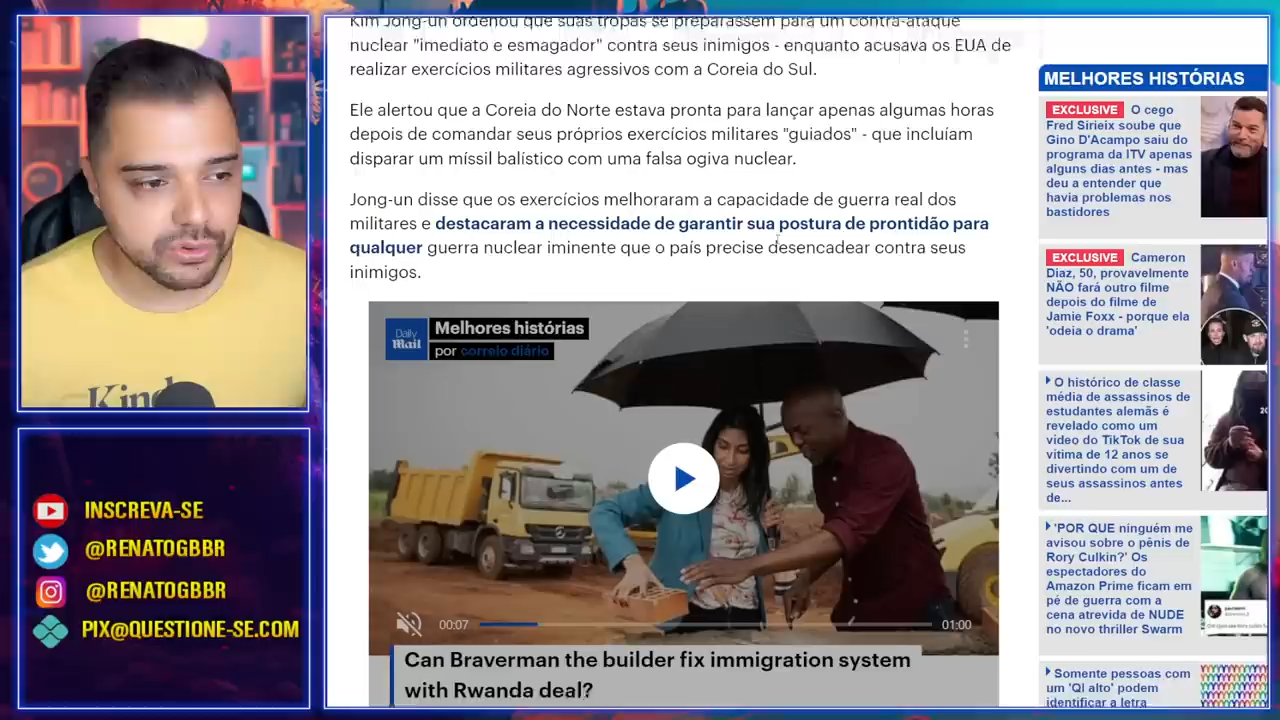 Kim Jong-un ordenou que suas tropas se preparassem para um contra-ataque
nuclear "imediato e esmagador" contra seus inimigos - enquanto acusava os EUA de
realizar exercícios militares agressivos com a Coreia do Sul.
Ele alertou que a Coreia do Norte estava pronta para lançar apenas algumas horas
depois de comandar seus próprios exercícios militares "guiados" - que incluíam
disparar um míssil balístico com uma falsa ogiva nuclear.
Jong-un disse que os exercícios melhoraram a capacidade de guerra real dos
militares e destacaram a necessidade de garantir sua postura de prontidão para
qualquer guerra nuclear iminente que o país precise desencadear contra seus
inimigos.
Daily
Mail
Melhores histórias
por correio diário
00:07
01:00
Can Braverman the builder fix immigration system
with Rwanda deal?
MELHORES HISTÓRIAS
EXCLUSIVE O cego
Fred Sirieix soube que
Gino D'Acampo saiu do
programa da ITV apenas
alguns dias antes - mas
deu a entender que
havia problemas nos
bastidores
EXCLUSIVE Cameron
Diaz, 50, provavelmente
NÃO fará outro filme
depois do filme de
Jamie Foxx - porque ela
'odeia o drama'
O histórico de classe
média de assassinos de
estudantes alemãs é
revelado como um
vídeo do TikTok de sua
vítima de 12 anos se
divertindo com um de
seus assassinos antes
de...
'POR QUE ninguém me
avisou sobre o pênis de
Rory Culkin?' Os
espectadores do
Amazon Prime ficam em
pé de guerra com a
cena atrevida de NUDE
no novo thriller Swarm
Somente pessoas com
um 'QI alto' podem
identificar a letra
INSCREVA-SE
@RENATOGBBR
@RENATOGBBR
PIX@QUESTIONE-SE.COM